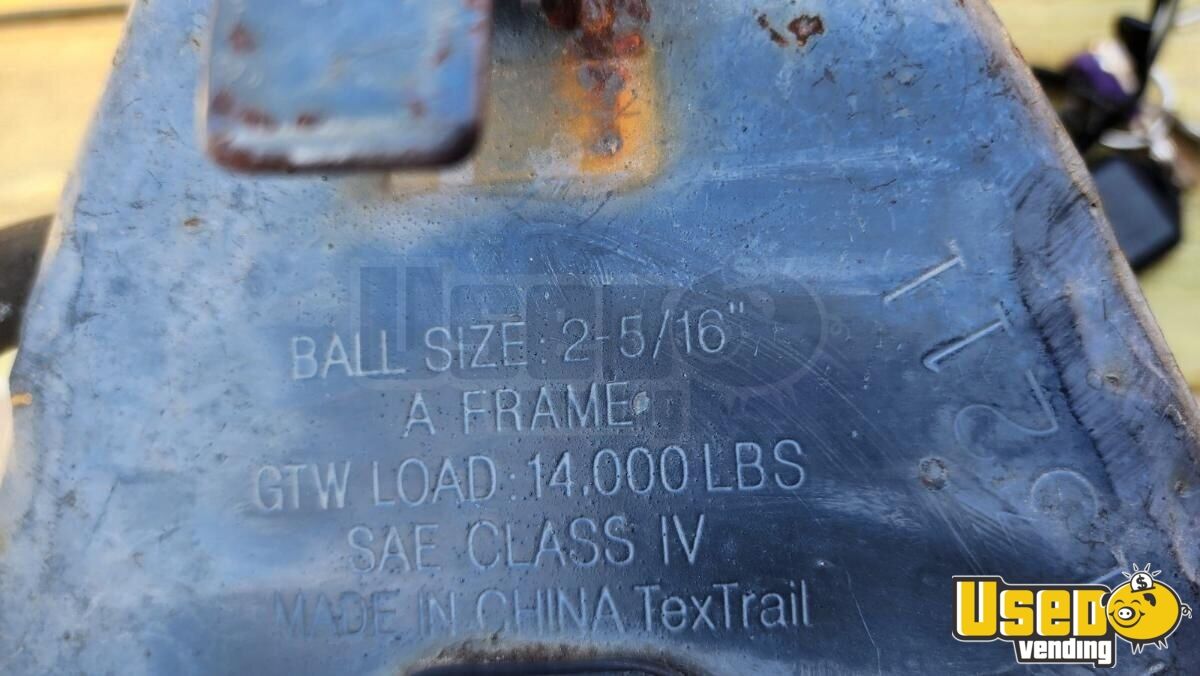 BALL SIZE: 2-5/16"
A FRAME
GTW LOAD: 14.000 LBS
SAE CLASS IV
MADE IN CHINA TexTrail
USED
vending